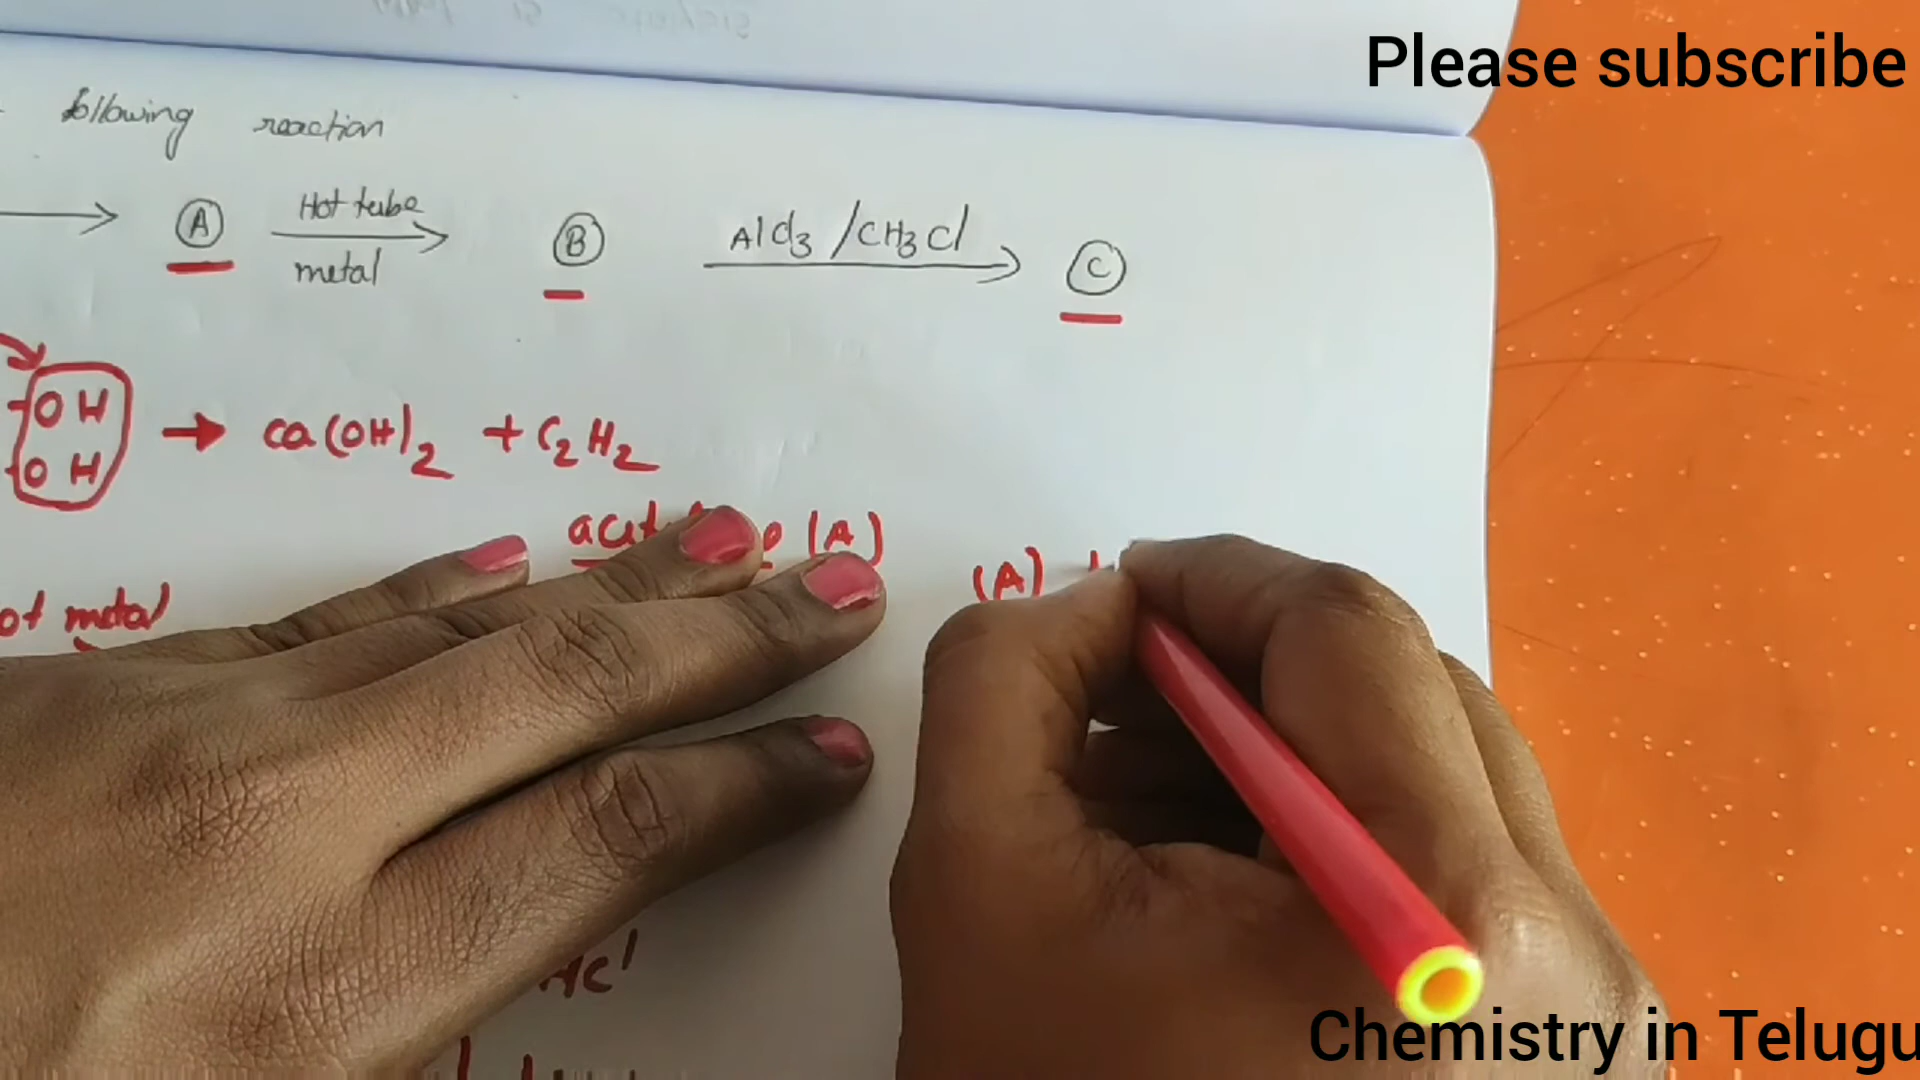 Please subscribe
following reaction
A Hot tube metal B AlCl3 /CH3Cl C
OH
OH → ca(OH)2 + C2H2
(A)
(A)
metal
Chemistry in Telugu